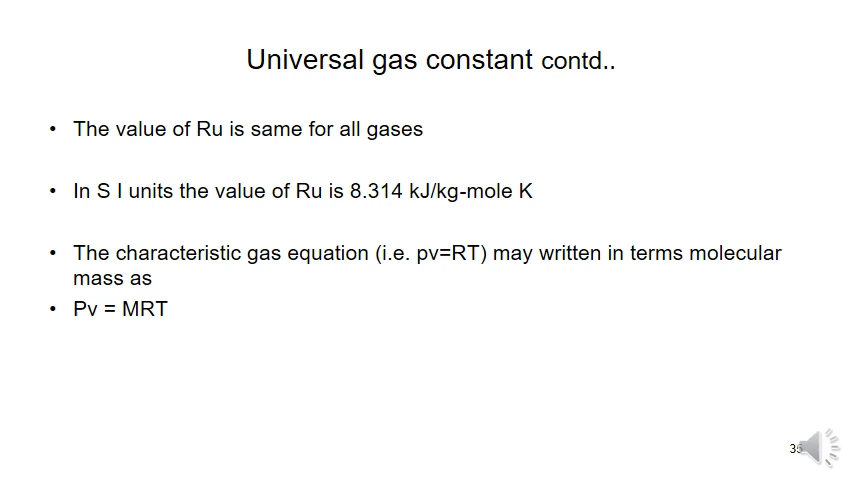 Universal gas constant contd..
• The value of Ru is same for all gases
• In S I units the value of Ru is 8.314 kJ/kg-mole K
• The characteristic gas equation (i.e. pv=RT) may written in terms molecular
mass as
• Pv = MRT
35